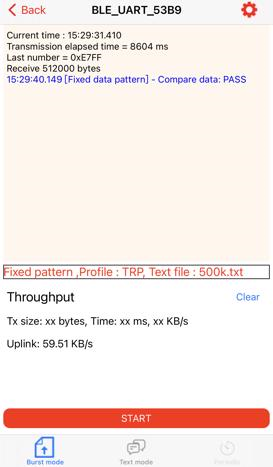 Back
BLE_UART_53B9
Current time : 15:29:31.410
Transmission elapsed time = 8604 ms
Last number = 0xE7FF
Receive 512000 bytes
15:29:40.149 [Fixed data pattern] - Compare data: PASS
Fixed pattern ,Profile : TRP, Text file : 500k.txt
Throughput
Clear
Tx size: xx bytes, Time: xx ms, xx KB/s
Uplink: 59.51 KB/s
START
Burst mode
Text mode
Periodic